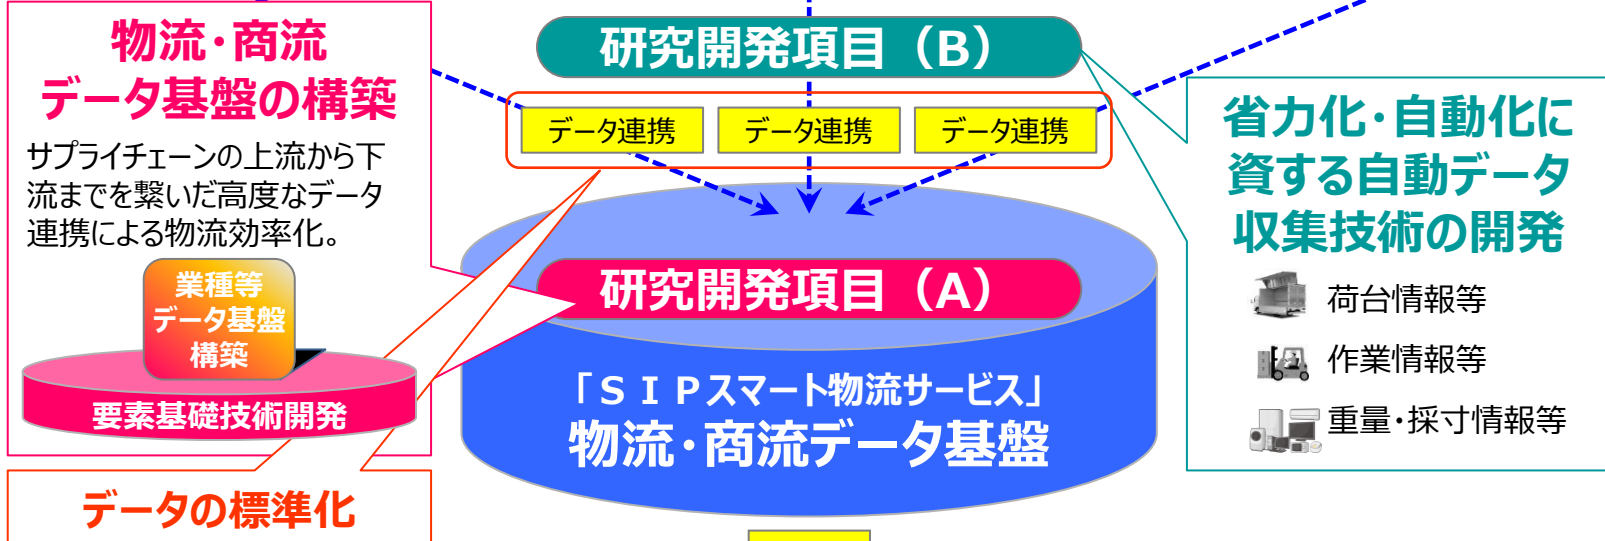 物流・商流
データ基盤の構築
サプライチェーンの上流から下
流までを繋いだ高度なデータ
連携による物流効率化。
業種等
データ基盤
構築
要素基礎技術開発
データの標準化
研究開発項目（B）
データ連携 データ連携 データ連携
研究開発項目（A）
「ＳＩＰスマート物流サービス」
物流・商流データ基盤
省力化・自動化に
資する自動データ
収集技術の開発
荷台情報等
作業情報等
重量・採寸情報等